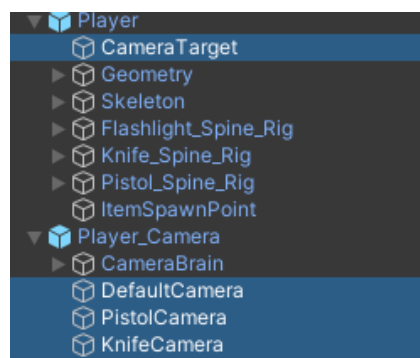 Player
CameraTarget
Geometry
Skeleton
Flashlight_Spine_Rig
Knife_Spine_Rig
Pistol_Spine_Rig
ItemSpawnPoint
Player_Camera
CameraBrain
DefaultCamera
PistolCamera
KnifeCamera